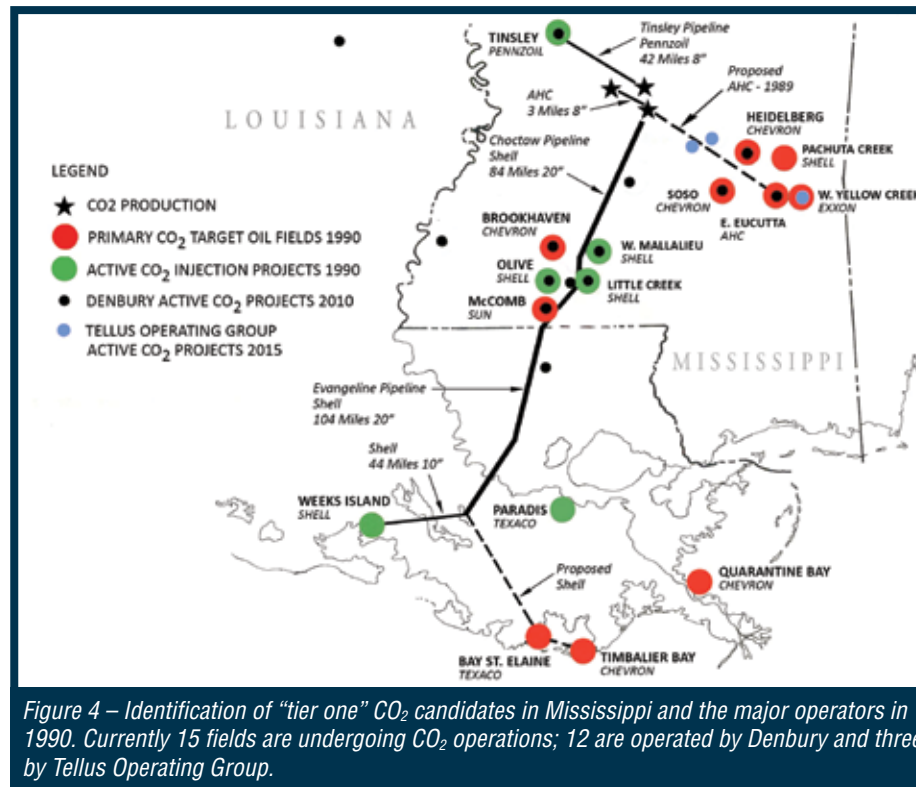 TINSLEY
PENNZOIL
Tinsley Pipeline
Pennzoil
42 Miles 8"
Proposed
AHC - 1989
AHC
3 Miles 8"
LOUISIANA
HEIDELBERG
CHEVRON
Choctaw Pipeline
Shell
84 Miles 20"
PACHUTA CREEK
SHELL
LEGEND
CO2 PRODUCTION
PRIMARY CO2 TARGET OIL FIELDS 1990
ACTIVE CO2 INJECTION PROJECTS 1990
DENBURY ACTIVE CO2 PROJECTS 2010
TELLUS OPERATING GROUP
ACTIVE CO2 PROJECTS 2015
SOSO
CHEVRON
W. YELLOW CREEK
EXXON
E. EUCUTTA
AHC
BROOKHAVEN
CHEVRON
W. MALLALIEU
SHELL
OLIVE
SHELL
LITTLE CREEK
SHELL
McCOMB
SUN
MISSISSIPPI
Evangeline Pipeline
Shell
104 Miles 20"
Shell
44 Miles 10"
WEEKS ISLAND
SHELL
PARADIS
TEXACO
Proposed
Shell
QUARANTINE BAY
CHEVRON
BAY ST. ELAINE
TEXACO
TIMBALIER BAY
CHEVRON
Figure 4 – Identification of “tier one” CO2 candidates in Mississippi and the major operators in
1990. Currently 15 fields are undergoing CO2 operations; 12 are operated by Denbury and three
by Tellus Operating Group.